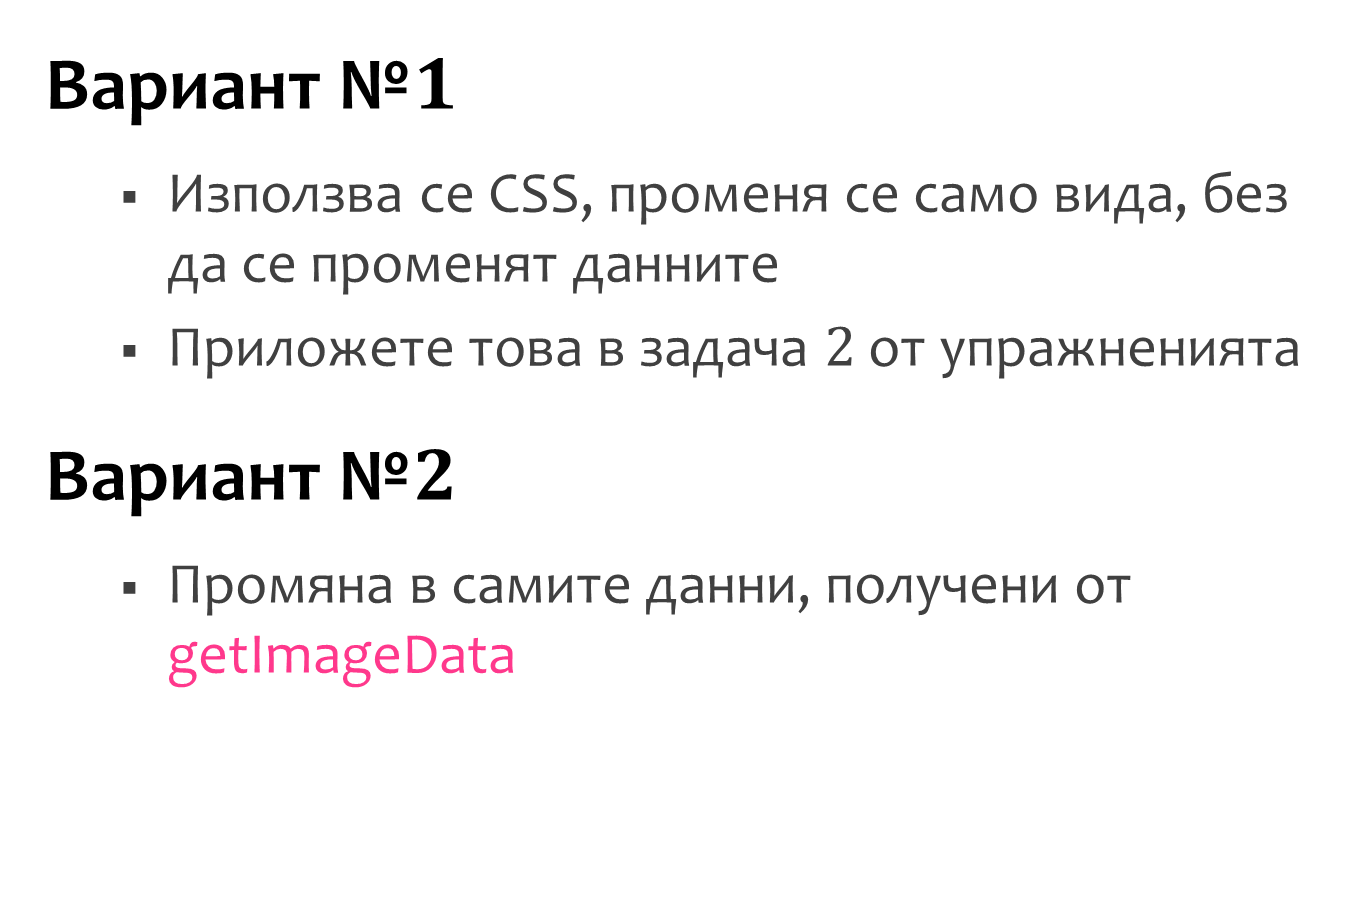 Вариант №1
▪ Използва се CSS, променя се само вида, без
да се променят данните
▪ Приложете това в задача 2 от упражненията
Вариант №2
▪ Промяна в самите данни, получени от
getImageData